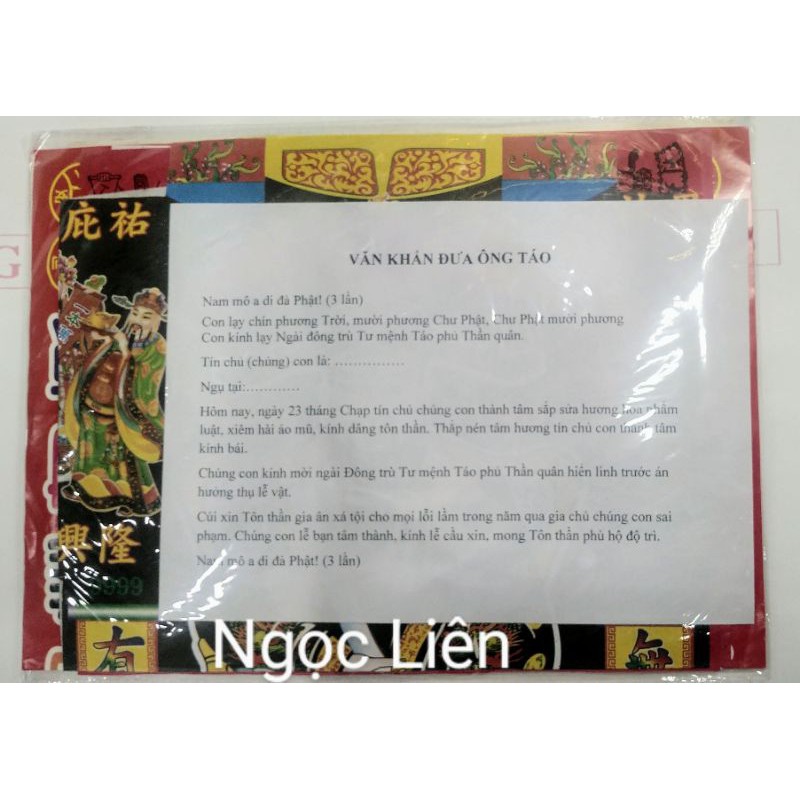 庇祐
VĂN KHẤN ĐƯA ÔNG TÁO
Nam mô a di đà Phật! (3 lần)
Con lạy chín phương Trời, mười phương Chư Phật, Chư Phật mười phương
Con kính lạy Ngài đông trù Tư mệnh Táo phủ Thần quân.
Tín chủ (chúng) con là: ……………
Ngụ tại:…………
Hôm nay, ngày 23 tháng Chạp tín chủ chúng con thành tâm sắp sửa hương hoa phẩm
luật, xiêm hài áo mũ, kính dâng tôn thần. Thắp nén tâm hương tín chủ con thành tâm
kính bái.
Chúng con kính mời ngài Đông trù Tư mệnh Táo phủ Thần quân hiển linh trước án
hưởng thụ lễ vật.
Cúi xin Tôn thần gia ân xá tội cho mọi lỗi lầm trong năm qua gia chủ chúng con sai
phạm. Chúng con lễ bạn tâm thành, kính lễ cầu xin, mong Tôn thần phù hộ độ trì.
Nam mô a di đà Phật! (3 lần)
興隆
9999
有
Ngọc Liên